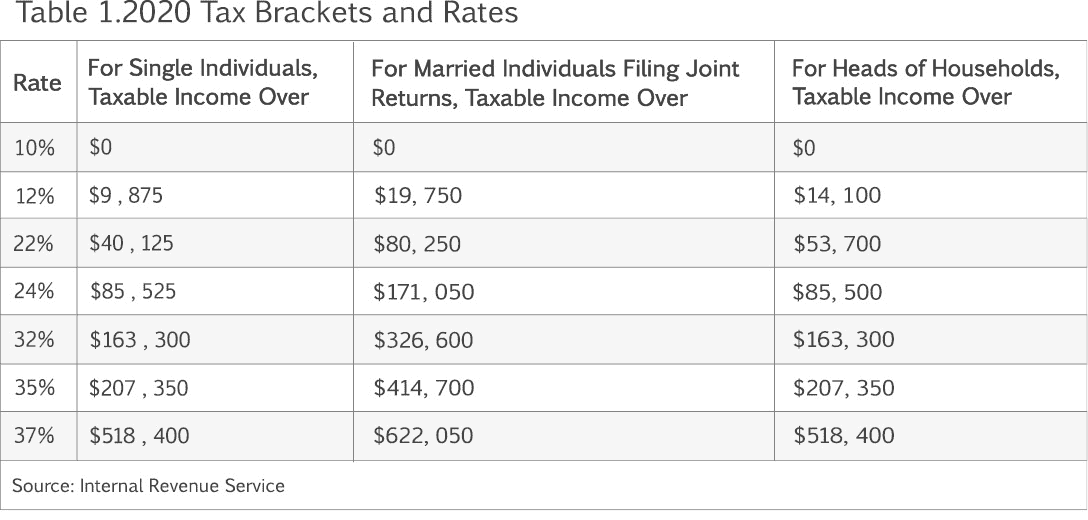 Table 1.2020 Tax Brackets and Rates
Rate
For Single Individuals,
Taxable Income Over
For Married Individuals Filing Joint
Returns, Taxable Income Over
For Heads of Households,
Taxable Income Over
10% $0 $0 $0
12% $9 , 875 $19, 750 $14, 100
22% $40 , 125 $80, 250 $53, 700
24% $85 , 525 $171, 050 $85, 500
32% $163 , 300 $326, 600 $163, 300
35% $207 , 350 $414, 700 $207, 350
37% $518 , 400 $622, 050 $518, 400
Source: Internal Revenue Service